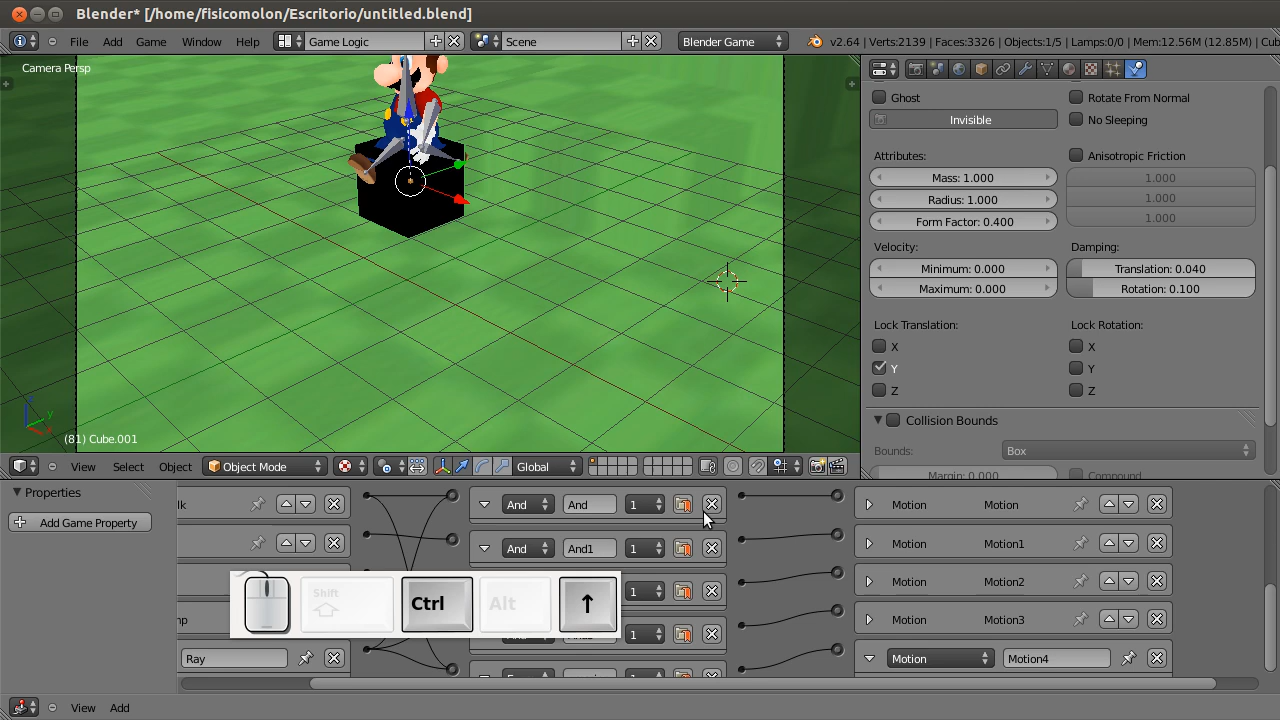 Blender* [/home/fisicomolon/Escritorio/untitled.blend]
File Add Game Window Help Game Logic Scene Blender Game v2.64 | Verts:2139 | Faces:3326 | Objects:1/5 | Lamps:0/0 | Mem:12.56M (12.85M) | Cub
Camera Persp
Ghost Rotate From Normal
Invisible No Sleeping
Attributes: Anisotropic Friction
Mass: 1.000 1.000
Radius: 1.000 1.000
Form Factor: 0.400 1.000
Velocity: Damping:
Minimum: 0.000 Translation: 0.040
Maximum: 0.000 Rotation: 0.100
Lock Translation: Lock Rotation:
X X
Y Y
Z Z
Collision Bounds
Bounds: Box
Margin: 0.000 Compound
z
y
x
(81) Cube.001
View Select Object Object Mode Global
Properties
Add Game Property
lk And And 1 Motion Motion
And And1 1 Motion Motion1
1 Motion Motion2
Shift
Ctrl Alt ↑
mp 1 Motion Motion3
Ray Motion Motion4
View Add